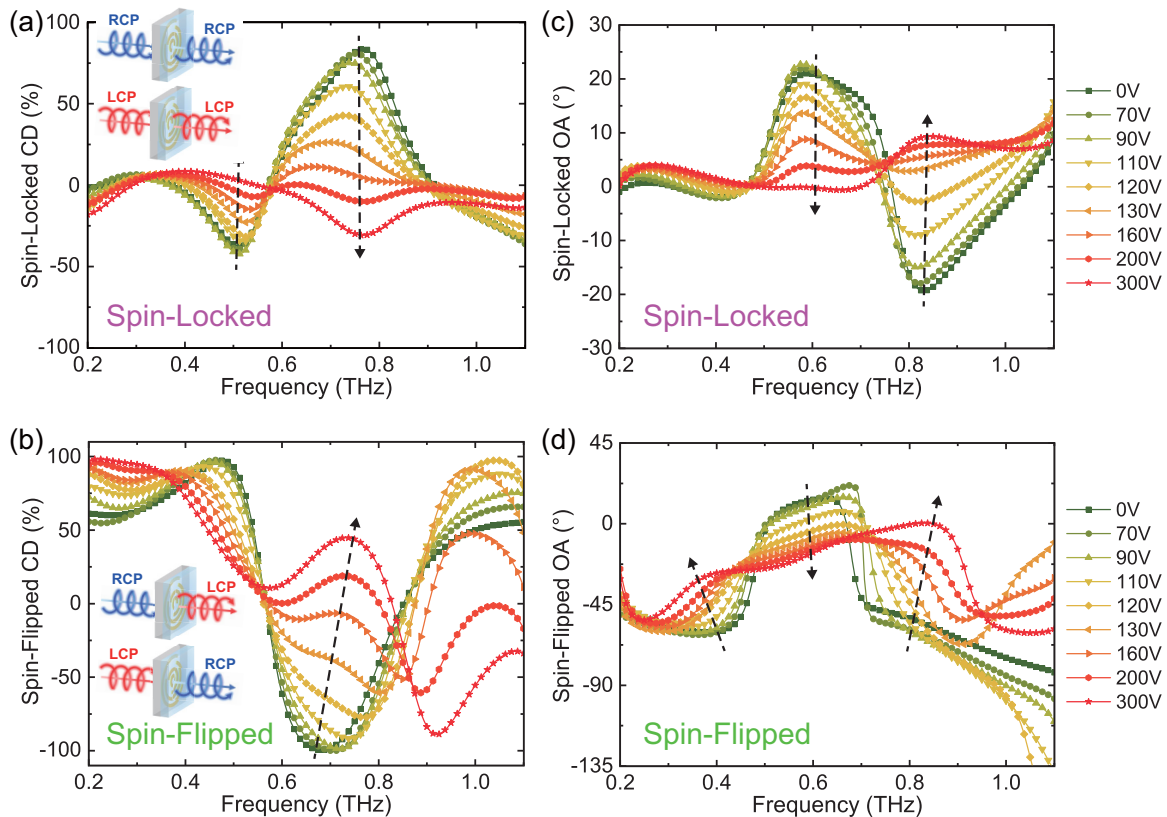 (a)
RCP
RCP
LCP
LCP
Spin-Locked CD (%)
100
50
0
-50
-100
Spin-Locked
0.2
0.4
0.6
0.8
1.0
Frequency (THz)
(c)
Spin-Locked OA (°)
30
20
10
0
-10
-20
-30
Spin-Locked
0.2
0.4
0.6
0.8
1.0
Frequency (THz)
0V
70V
90V
110V
120V
130V
160V
200V
300V
(b)
Spin-Flipped CD (%)
100
50
0
-50
-100
RCP
LCP
LCP
RCP
Spin-Flipped
0.2
0.4
0.6
0.8
1.0
Frequency (THz)
(d)
Spin-Flipped OA (°)
45
0
-45
-90
-135
Spin-Flipped
0.2
0.4
0.6
0.8
1.0
Frequency (THz)
0V
70V
90V
110V
120V
130V
160V
200V
300V